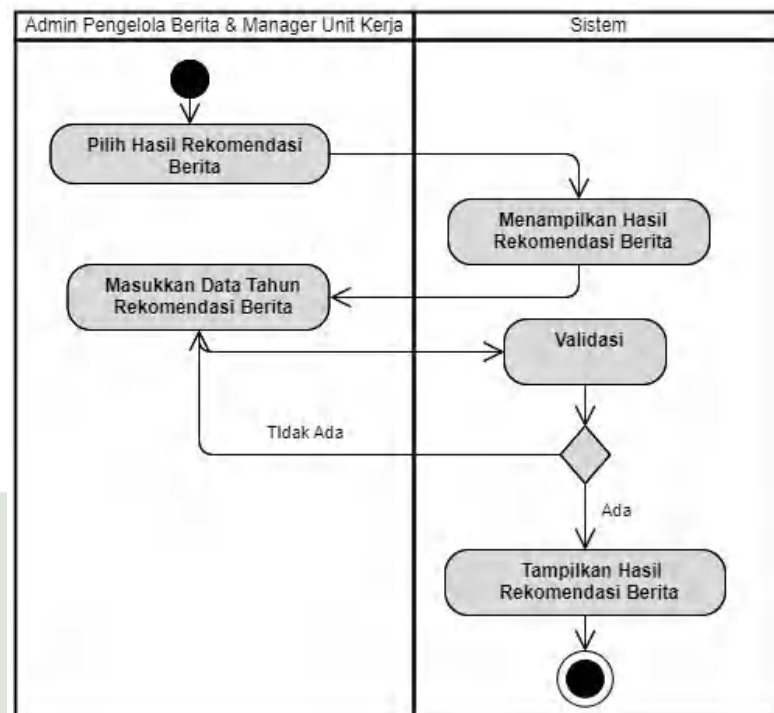 Admin Pengelola Berita & Manager Unit Kerja
Sistem
Pilih Hasil Rekomendasi
Berita
Menampilkan Hasil
Rekomendasi Berita
Masukkan Data Tahun
Rekomendasi Berita
Validasi
TIdak Ada
Ada
Tampilkan Hasil
Rekomendasi Berita